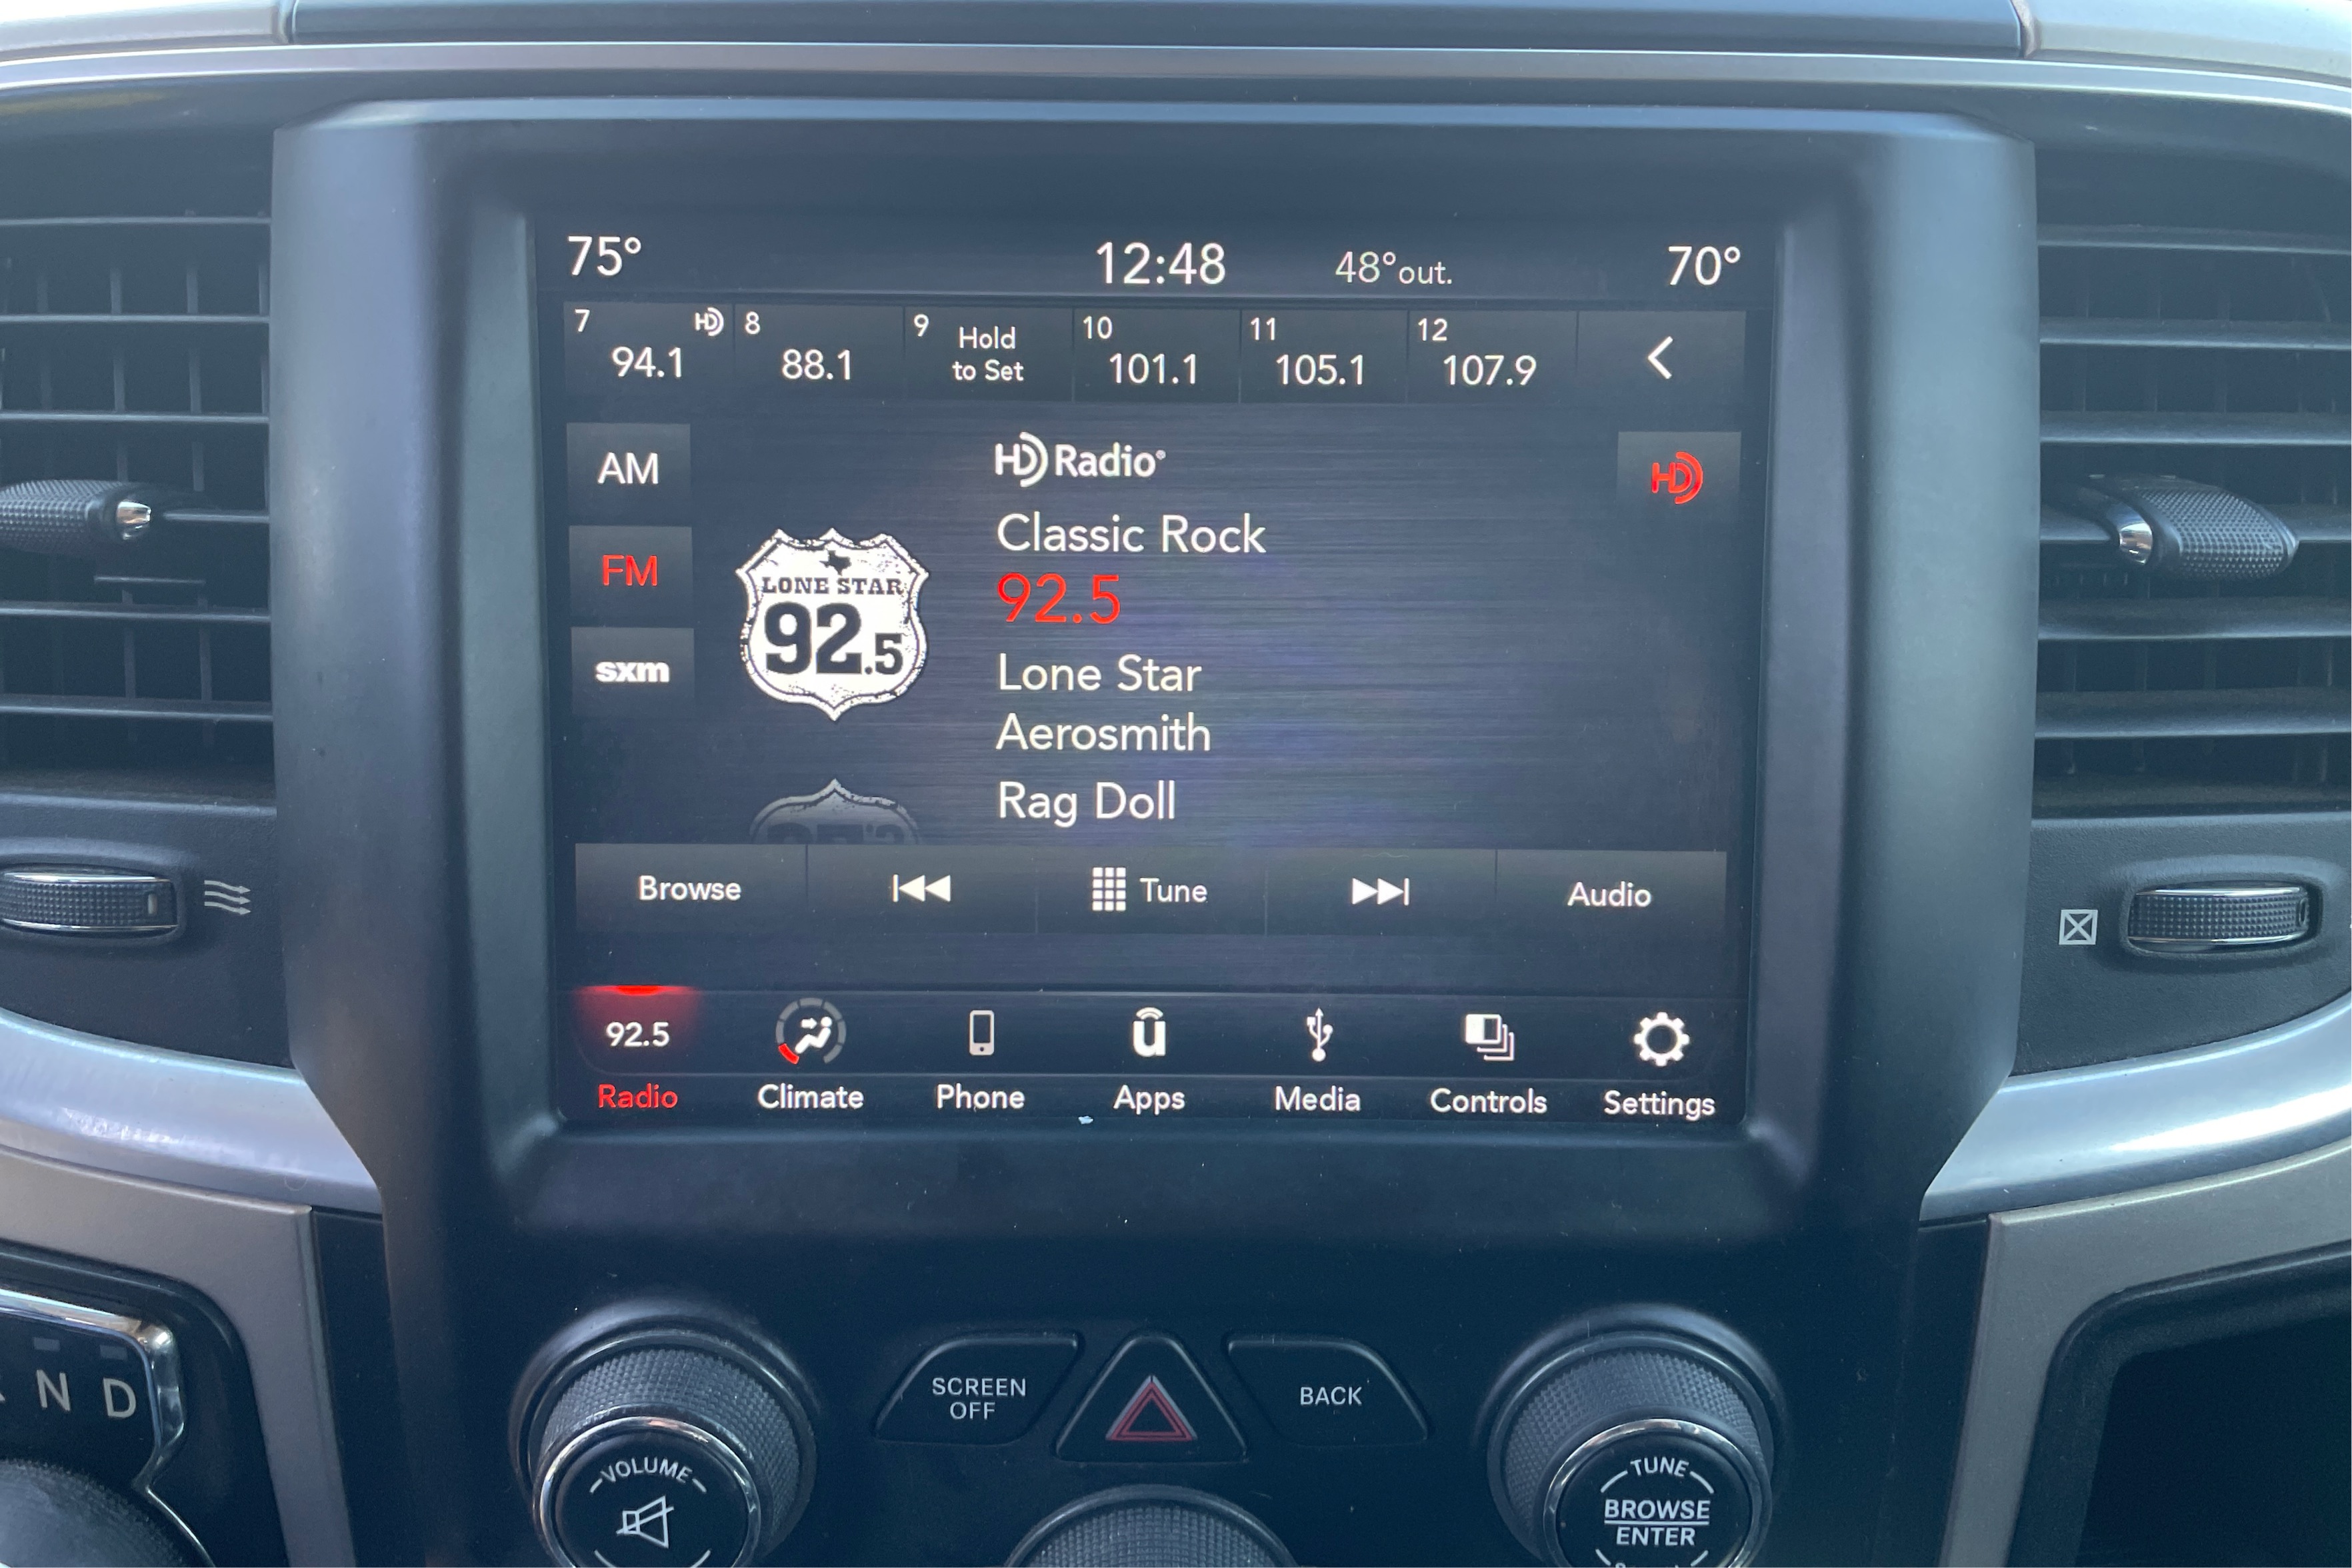 75°
12:48
48°out.
70°
7 HD
94.1
8
88.1
9
Hold
to Set
10
101.1
11
105.1
12
107.9
AM
HD Radio®
HD
Classic Rock
FM
92.5
LONE STAR
92.5
sxm
Lone Star
Aerosmith
Rag Doll
Browse
Tune
Audio
92.5
u
Radio
Climate
Phone
Apps
Media
Controls
Settings
N D
SCREEN
OFF
BACK
VOLUME
TUNE
BROWSE
ENTER